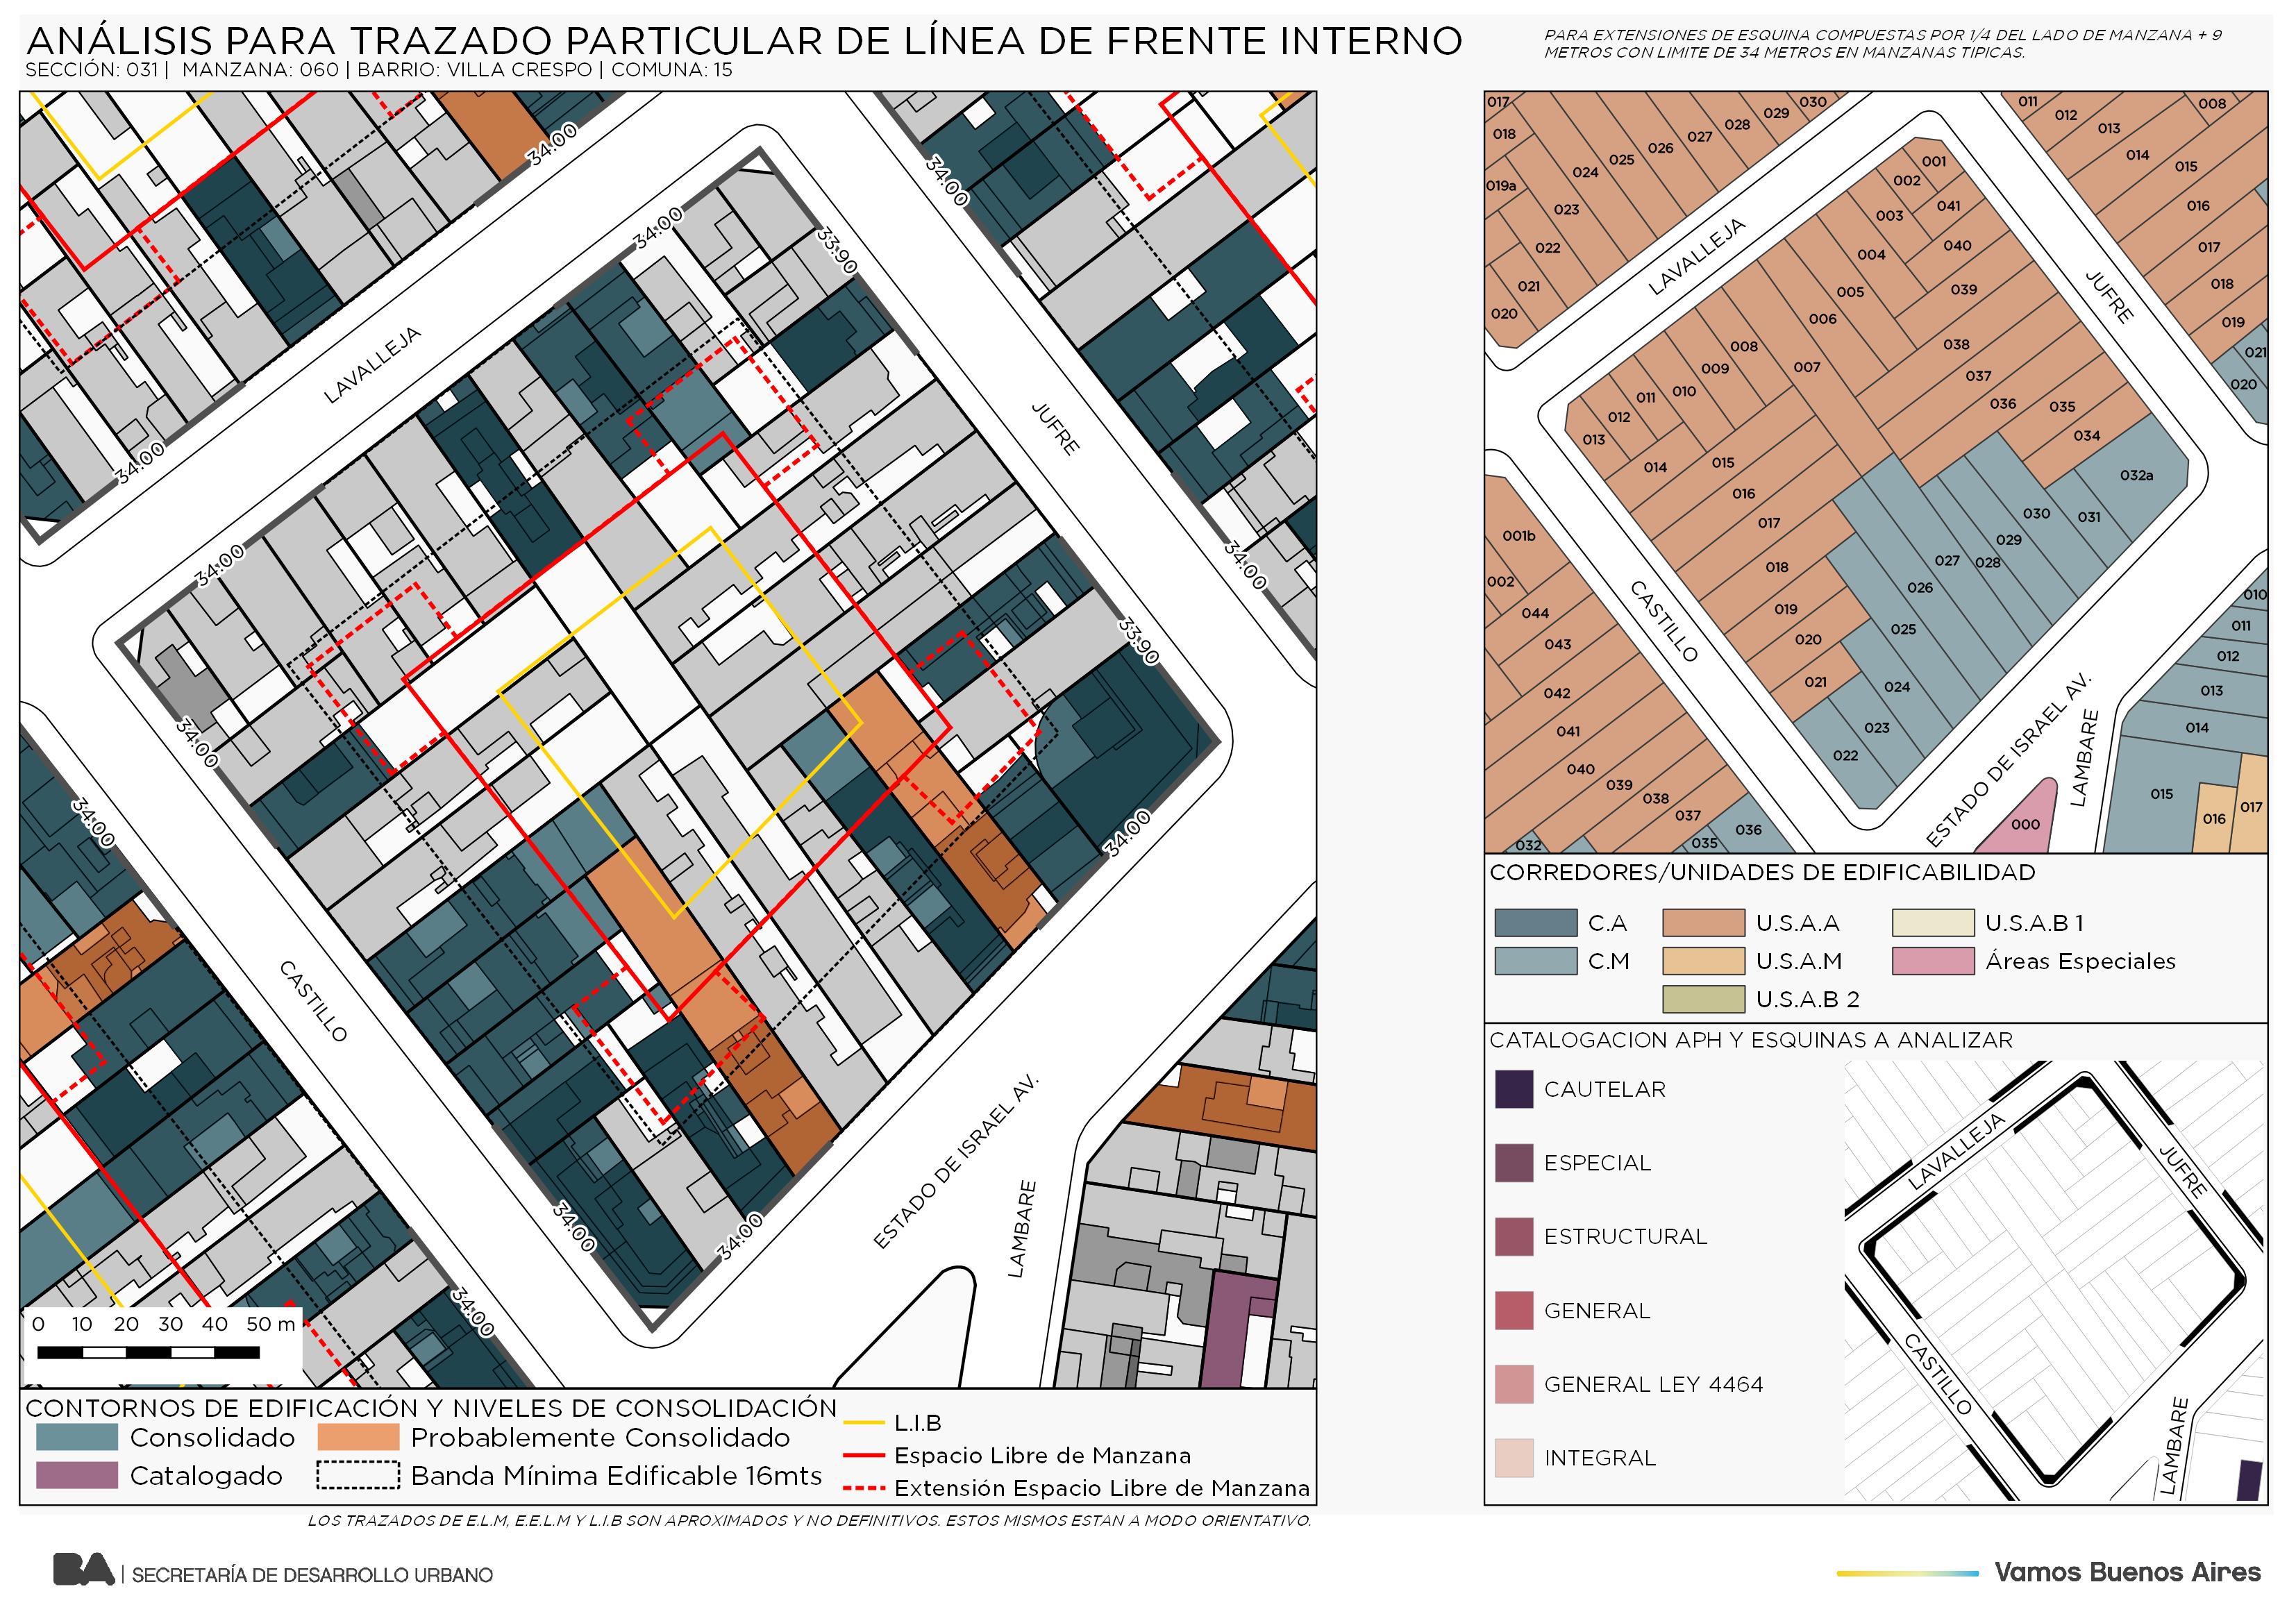 ANÁLISIS PARA TRAZADO PARTICULAR DE LÍNEA DE FRENTE INTERNO
SECCIÓN: 031 | MANZANA: 060 | BARRIO: VILLA CRESPO | COMUNA: 15
PARA EXTENSIONES DE ESQUINA COMPUESTAS POR 1/4 DEL LADO DE MANZANA + 9
METROS CON LIMITE DE 34 METROS EN MANZANAS TIPICAS.
34.00
34.00
34.00
33.90
LAVALLEJA
JUFRE
34.00
34.00
34.00
33.90
34.00
34.00
34.00
CASTILLO
34.00
34.00
34.00
ESTADO DE ISRAEL AV.
LAMBARE
0 10 20 30 40 50 m
CONTORNOS DE EDIFICACIÓN Y NIVELES DE CONSOLIDACIÓN
Consolidado
Probablemente Consolidado
Catalogado
Banda Mínima Edificable 16mts
L.I.B
Espacio Libre de Manzana
Extensión Espacio Libre de Manzana
LOS TRAZADOS DE E.L.M, E.E.L.M Y L.I.B SON APROXIMADOS Y NO DEFINITIVOS. ESTOS MISMOS ESTAN A MODO ORIENTATIVO.
017
018
019a
020
021
022
023
024
025
026
027
028
029
030
011
012
013
008
014
015
016
017
018
019
021
020
LAVALLEJA
JUFRE
001
002
003
041
004
040
005
039
006
038
007
037
008
036
009
035
010
034
011
012
013
014
015
016
017
018
019
020
021
032a
031
030
029
028
027
026
025
024
023
022
CASTILLO
001b
002
044
043
042
041
040
039
038
037
036
035
032
ESTADO DE ISRAEL AV.
LAMBARE
000
010
011
012
013
014
015
016
017
CORREDORES/UNIDADES DE EDIFICABILIDAD
C.A
U.S.A.A
U.S.A.B 1
C.M
U.S.A.M
Áreas Especiales
U.S.A.B 2
CATALOGACION APH Y ESQUINAS A ANALIZAR
CAUTELAR
ESPECIAL
ESTRUCTURAL
GENERAL
GENERAL LEY 4464
INTEGRAL
LAVALLEJA
JUFRE
CASTILLO
LAMBARE
BA | SECRETARÍA DE DESARROLLO URBANO
Vamos Buenos Aires